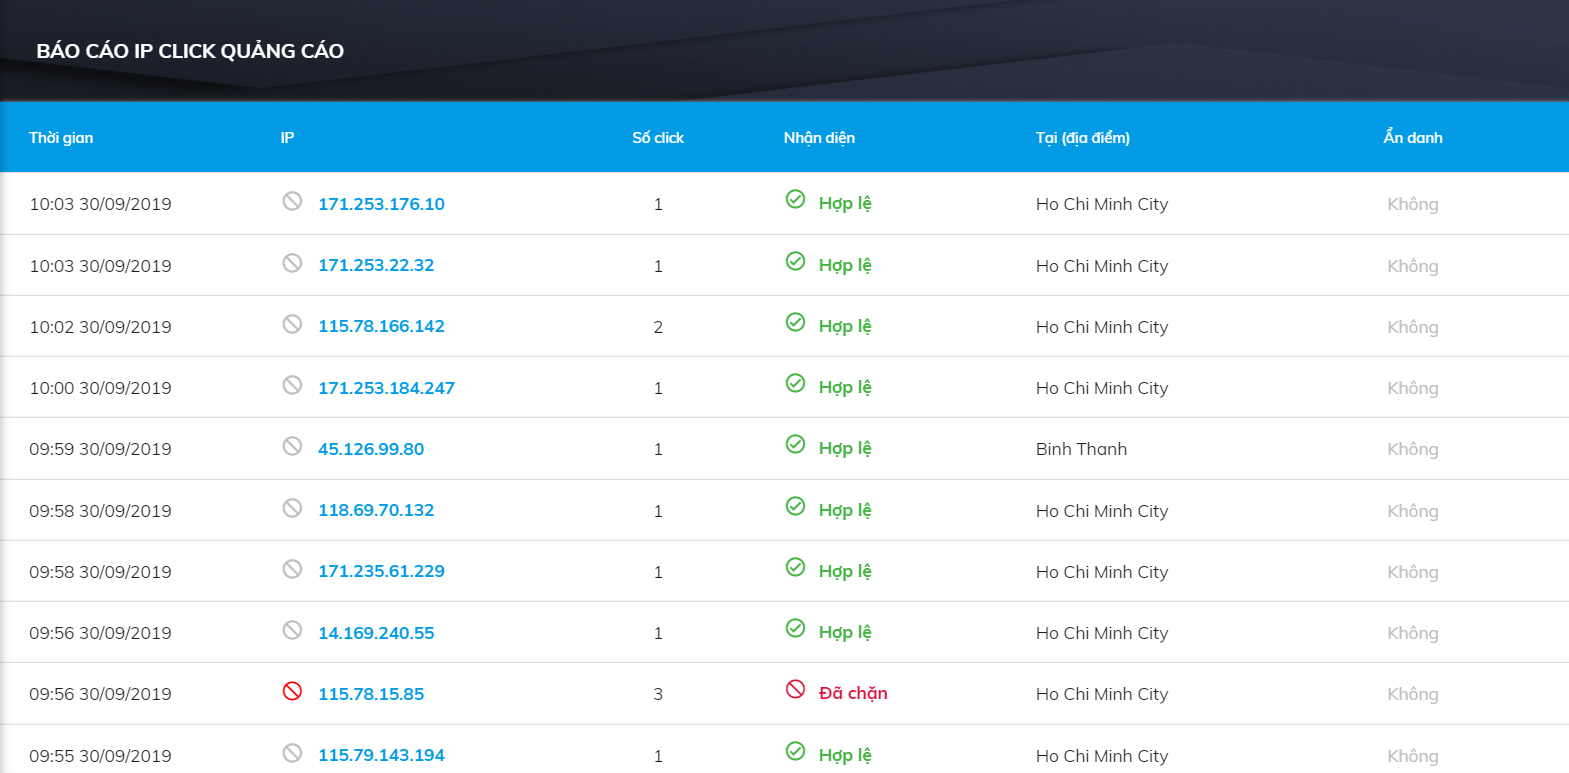 BÁO CÁO IP CLICK QUẢNG CÁO
Thời gian IP Số click Nhận diện Tại (địa điểm) Ẩn danh
10:03 30/09/2019 171.253.176.10 1 Hợp lệ Ho Chi Minh City Không
10:03 30/09/2019 171.253.22.32 1 Hợp lệ Ho Chi Minh City Không
10:02 30/09/2019 115.78.166.142 2 Hợp lệ Ho Chi Minh City Không
10:00 30/09/2019 171.253.184.247 1 Hợp lệ Ho Chi Minh City Không
09:59 30/09/2019 45.126.99.80 1 Hợp lệ Binh Thanh Không
09:58 30/09/2019 118.69.70.132 1 Hợp lệ Ho Chi Minh City Không
09:58 30/09/2019 171.235.61.229 1 Hợp lệ Ho Chi Minh City Không
09:56 30/09/2019 14.169.240.55 1 Hợp lệ Ho Chi Minh City Không
09:56 30/09/2019 115.78.15.85 3 Đã chặn Ho Chi Minh City Không
09:55 30/09/2019 115.79.143.194 1 Hợp lệ Ho Chi Minh City Không